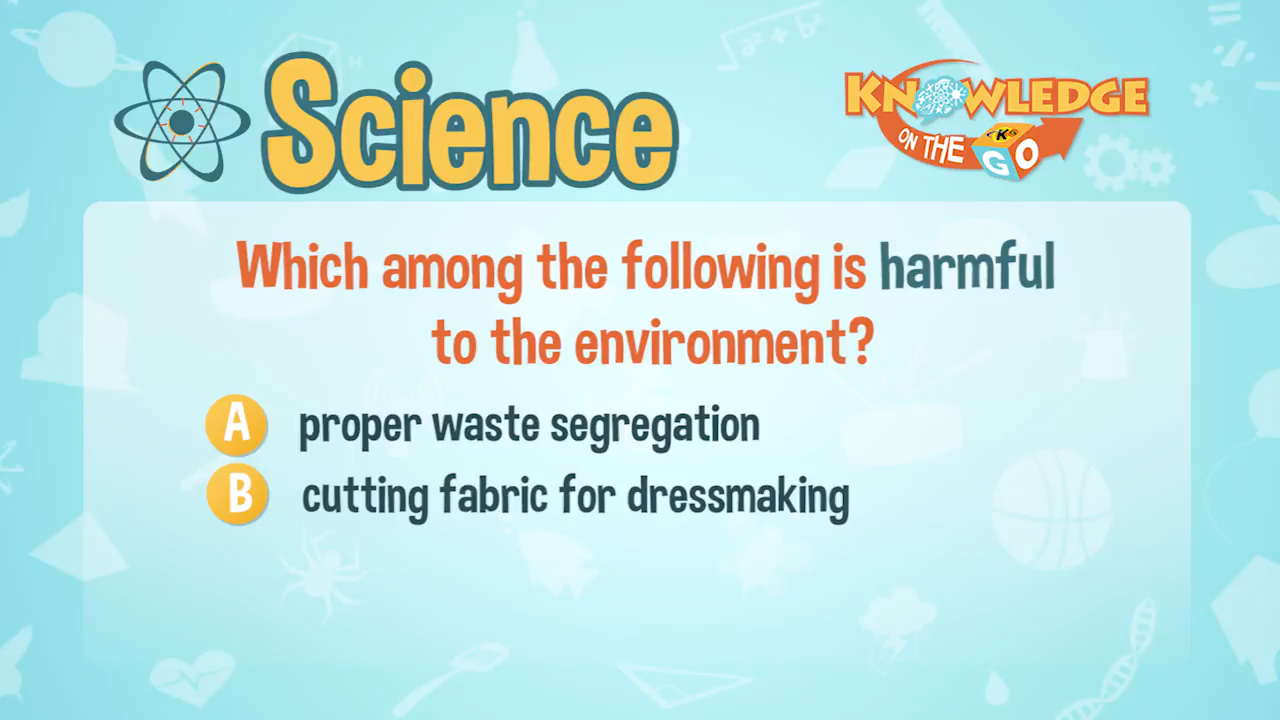 Science
KNOWLEDGE
ON THE GO
Which among the following is harmful
to the environment?
A proper waste segregation
B cutting fabric for dressmaking